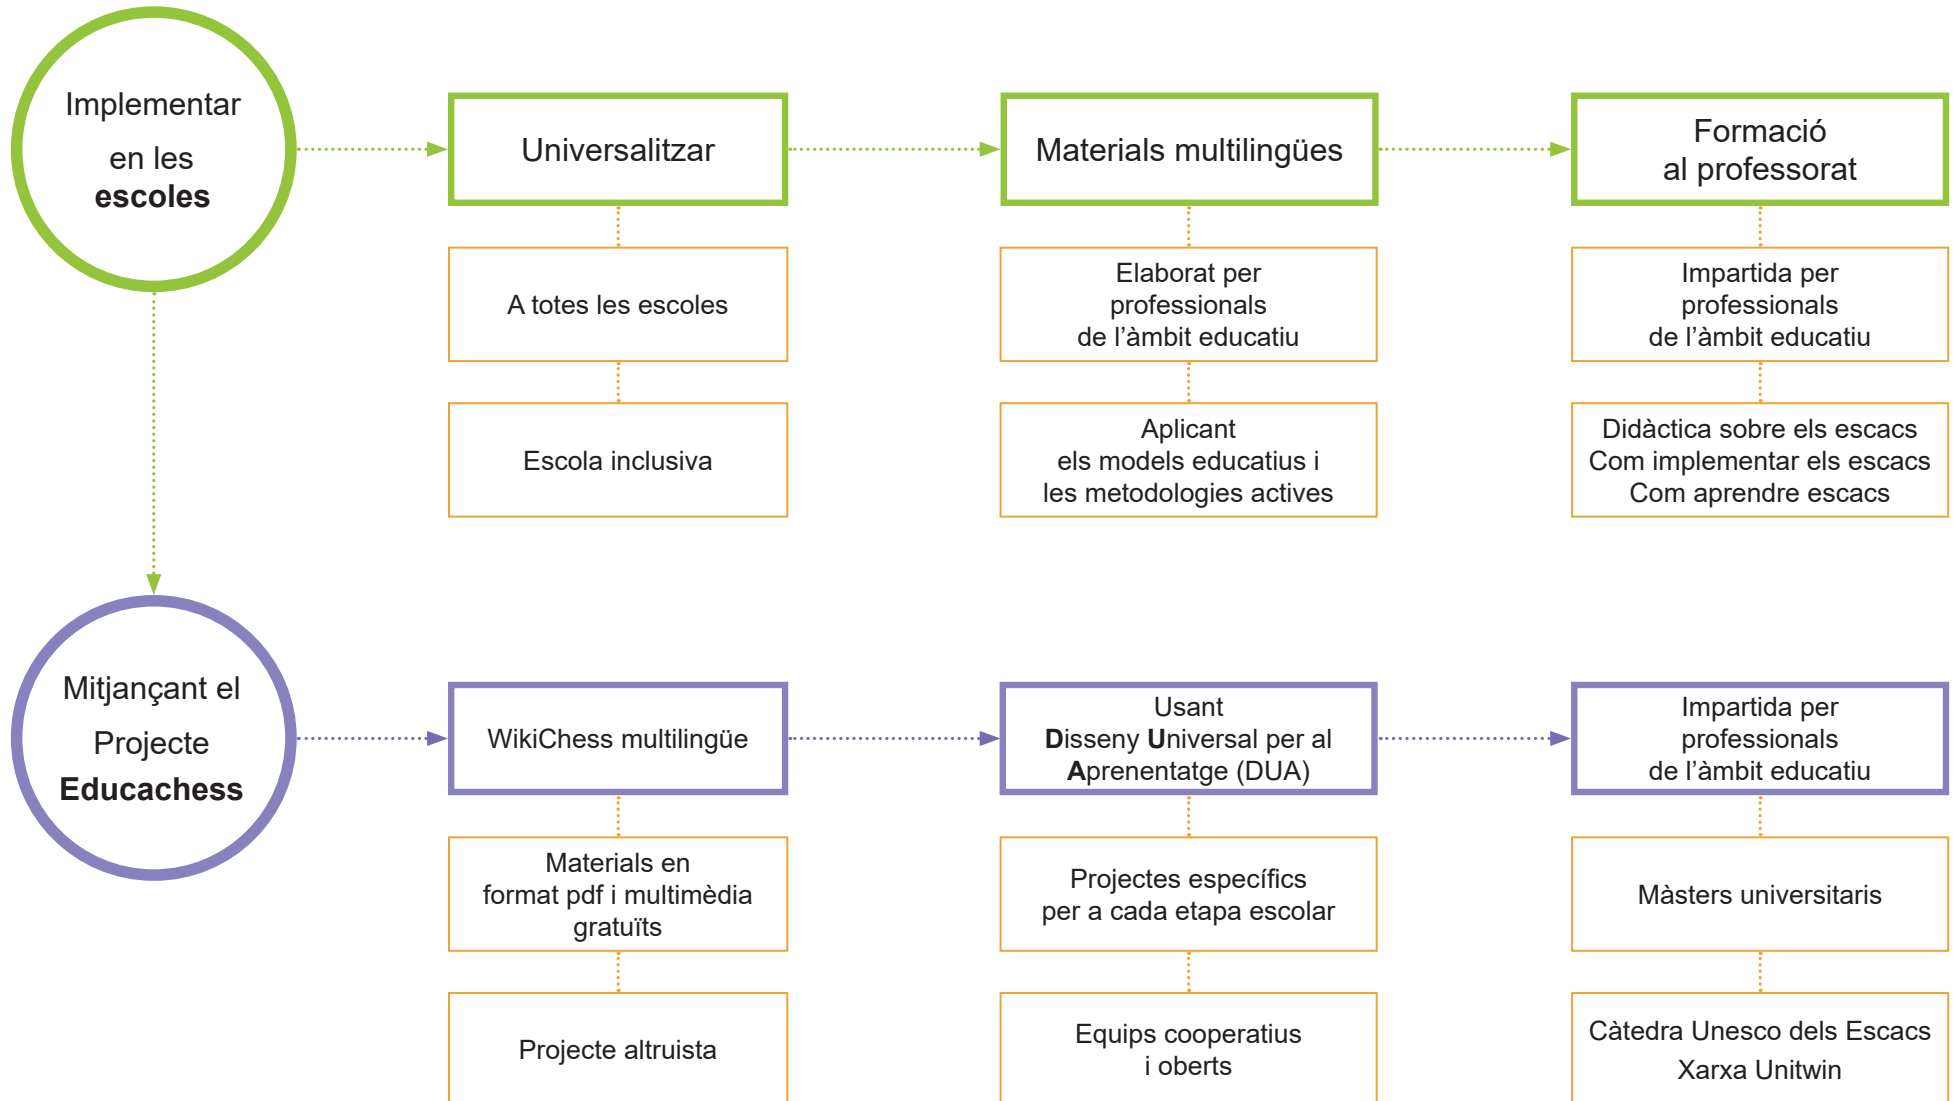 Implementar
en les
escoles
Universalitzar
Materials multilingües
Formació
al professorat
A totes les escoles
Elaborat per
professionals
de l’àmbit educatiu
Impartida per
professionals
de l’àmbit educatiu
Escola inclusiva
Aplicant
els models educatius i
les metodologies actives
Didàctica sobre els escacs
Com implementar els escacs
Com aprendre escacs
Mitjançant el
Projecte
Educachess
WikiChess multilingüe
Usant
Disseny Universal per al
Aprenentatge (DUA)
Impartida per
professionals
de l’àmbit educatiu
Materials en
format pdf i multimèdia
gratuïts
Projectes específics
per a cada etapa escolar
Màsters universitaris
Projecte altruista
Equips cooperatius
i oberts
Càtedra Unesco dels Escacs
Xarxa Unitwin